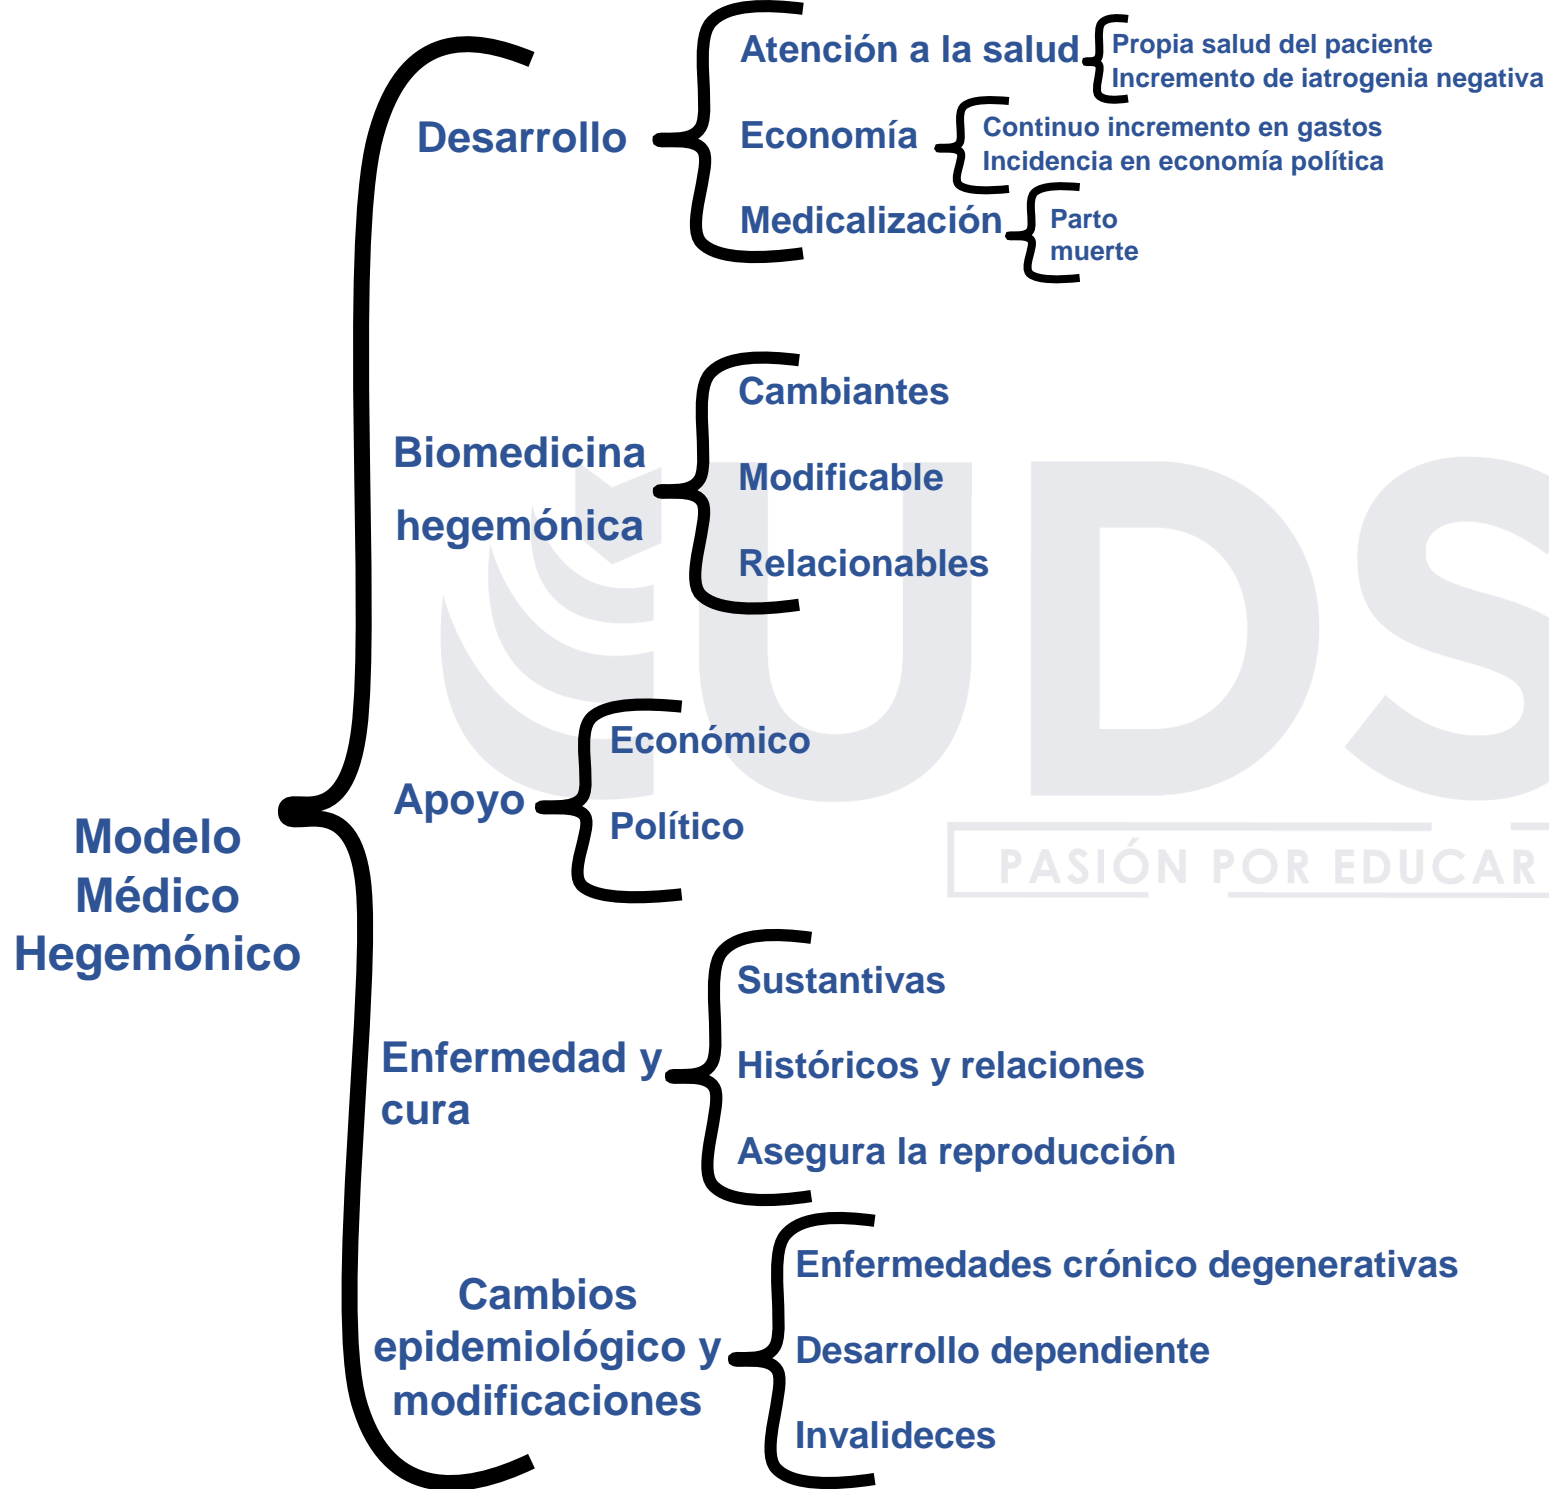 Modelo
Médico
Hegemónico
Desarrollo
Atención a la salud
Propia salud del paciente
Incremento de iatrogenia negativa
Economía
Continuo incremento en gastos
Incidencia en economía política
Medicalización
Parto
muerte
Biomedicina
hegemónica
Cambiantes
Modificable
Relacionables
Apoyo
Económico
Político
Enfermedad y
cura
Sustantivas
Históricos y relaciones
Asegura la reproducción
Cambios
epidemiológico y
modificaciones
Enfermedades crónico degenerativas
Desarrollo dependiente
Invalideces
UDS
PASIÓN POR EDUCAR